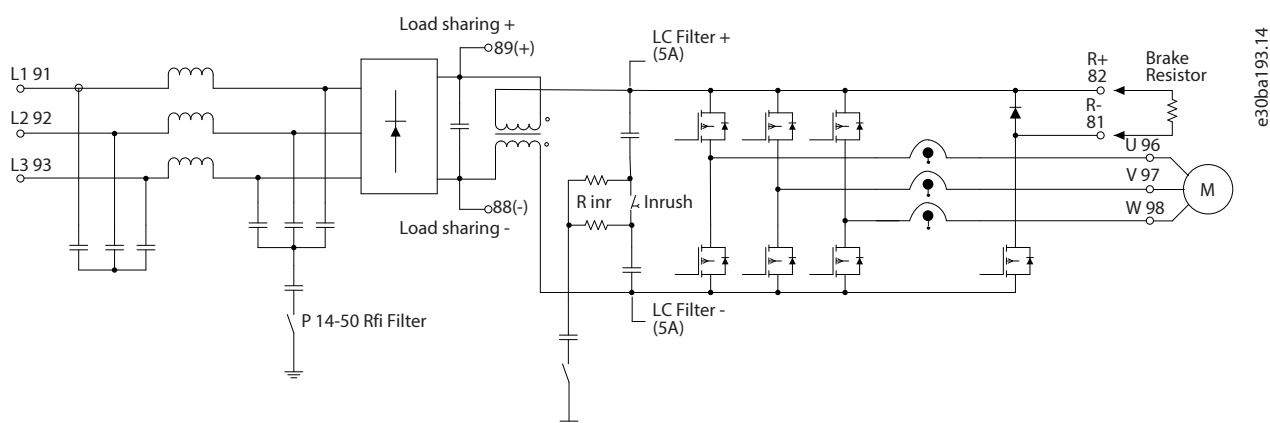 Load sharing +
89(+)
LC Filter +
(5A)
L1 91
L2 92
L3 93
R+
82
Brake
Resistor
R-
81
U 96
V 97
W 98
M
R inr
Inrush
88(-)
Load sharing -
LC Filter -
(5A)
P 14-50 Rfi Filter
e30ba193.14